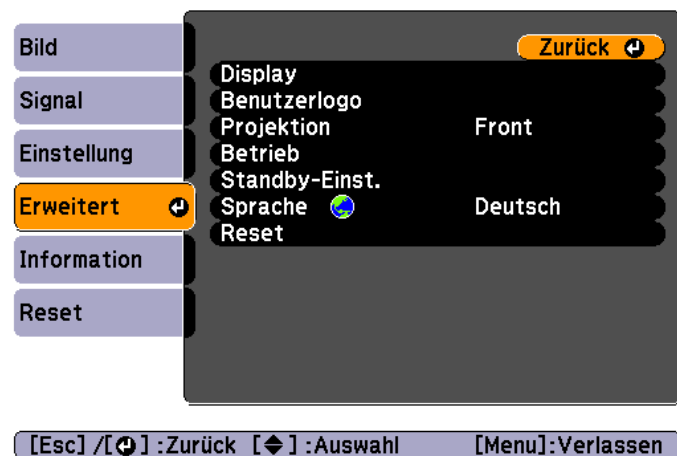 Bild
Signal
Einstellung
Erweitert
Information
Reset
Zurück
Display
Benutzerlogo
Projektion Front
Betrieb
Standby-Einst.
Sprache Deutsch
Reset
[Esc] /[⏎] :Zurück [◆] :Auswahl [Menu]:Verlassen